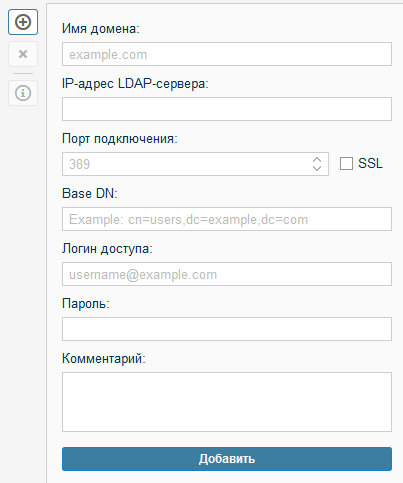 Имя домена:
example.com
IP-адрес LDAP-сервера:
Порт подключения:
389 SSL
Base DN:
Example: cn=users,dc=example,dc=com
Логин доступа:
username@example.com
Пароль:
Комментарий:
Добавить